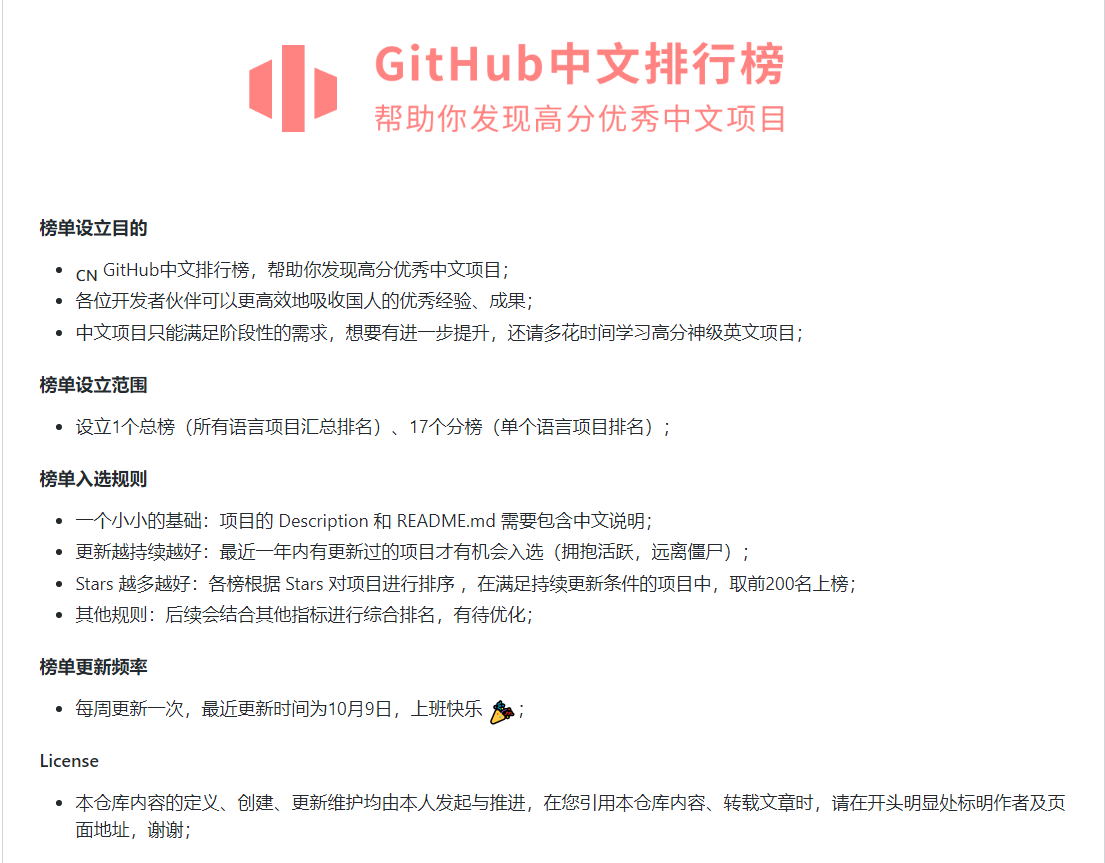 GitHub中文排行榜
帮助你发现高分优秀中文项目
榜单设立目的
CN GitHub中文排行榜，帮助你发现高分优秀中文项目；
各位开发者伙伴可以更高效地吸收国人的优秀经验、成果；
中文项目只能满足阶段性的需求，想要有进一步提升，还请多花时间学习高分神级英文项目；
榜单设立范围
设立1个总榜（所有语言项目汇总排名）、17个分榜（单个语言项目排名）；
榜单入选规则
一个小小的基础：项目的 Description 和 README.md 需要包含中文说明；
更新越持续越好：最近一年内有更新过的项目才有机会入选（拥抱活跃，远离僵尸）；
Stars 越多越好：各榜根据 Stars 对项目进行排序 ，在满足持续更新条件的项目中，取前200名上榜；
其他规则：后续会结合其他指标进行综合排名，有待优化；
榜单更新频率
每周更新一次，最近更新时间为10月9日，上班快乐 ；
License
本仓库内容的定义、创建、更新维护均由本人发起与推进，在您引用本仓库内容、转载文章时，请在开头明显处标明作者及页
面地址，谢谢；